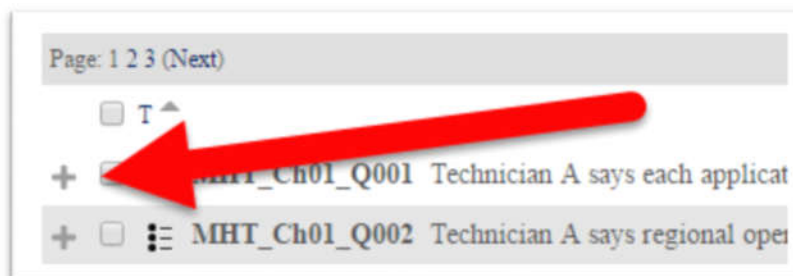 Page: 1 2 3 (Next)
T
MHT_Ch01_Q001 Technician A says each applicat
MHT_Ch01_Q002 Technician A says regional oper